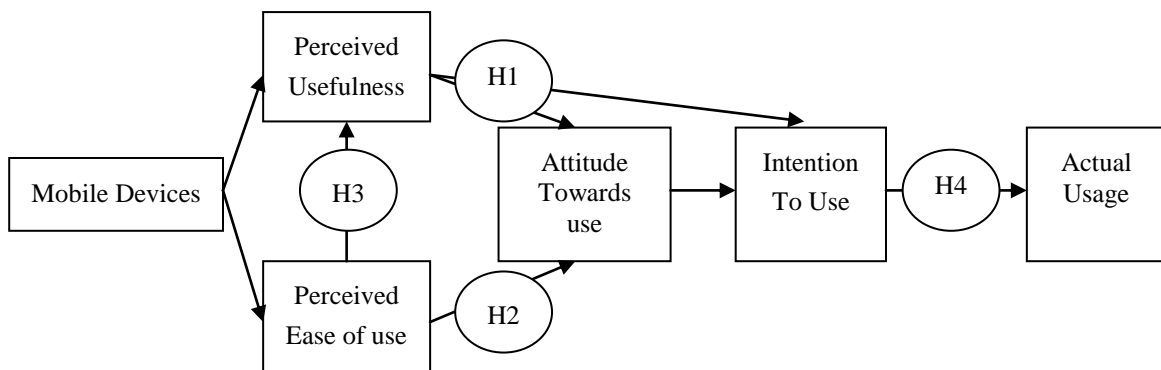 Mobile Devices
Perceived
Usefulness
H1
H3
Perceived
Ease of use
H2
Attitude
Towards
use
Intention
To Use
H4
Actual
Usage